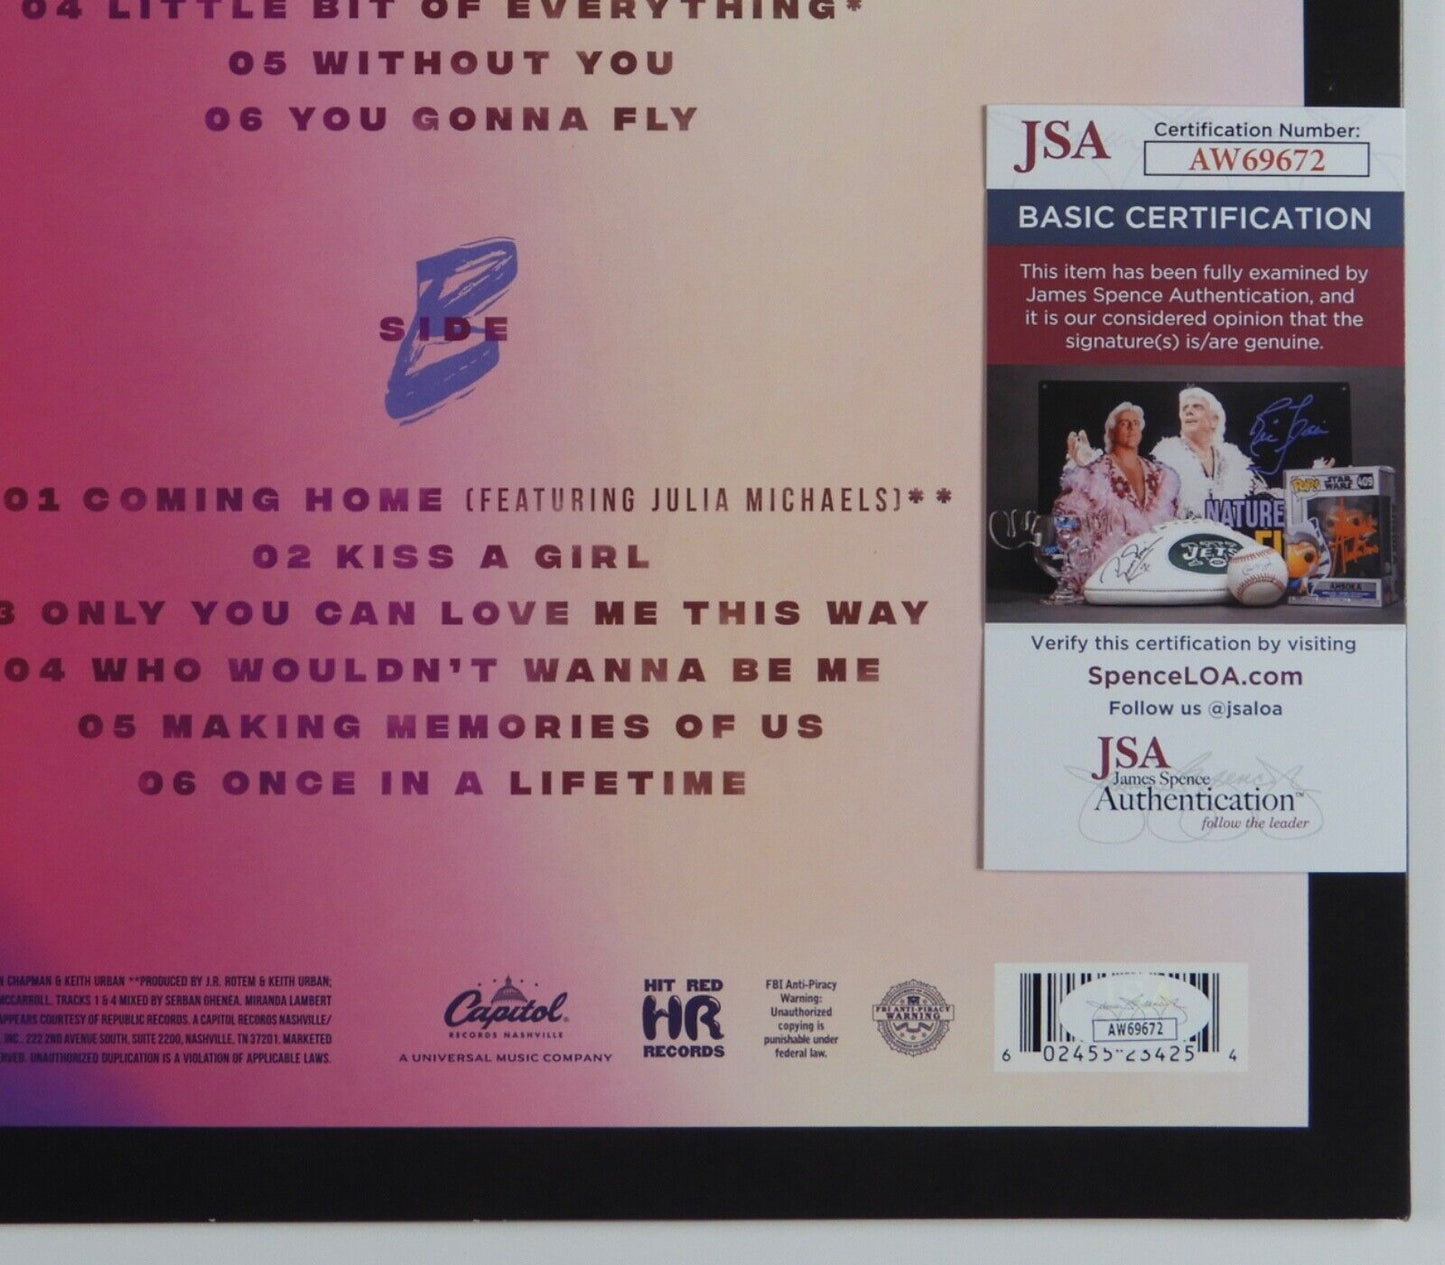 04 LITTLE BIT OF EVERYTHING*
05 WITHOUT YOU
06 YOU GONNA FLY
SIDE B
01 COMING HOME (FEATURING JULIA MICHAELS)**
02 KISS A GIRL
3 ONLY YOU CAN LOVE ME THIS WAY
04 WHO WOULDN'T WANNA BE ME
05 MAKING MEMORIES OF US
06 ONCE IN A LIFETIME
N CHAPMAN & KEITH URBAN **PRODUCED BY J.R. ROTEM & KEITH URBAN;
MCCARROLL. TRACKS 1 & 4 MIXED BY SERBAN GHENEA. MIRANDA LAMBERT
APPEARS COURTESY OF REPUBLIC RECORDS. A CAPITOL RECORDS NASHVILLE/
, INC. 222 2ND AVENUE SOUTH, SUITE 2200, NASHVILLE, TN 37201. MARKETED
RVED. UNAUTHORIZED DUPLICATION IS A VIOLATION OF APPLICABLE LAWS.
Capitol®
RECORDS NASHVILLE
A UNIVERSAL MUSIC COMPANY
HIT RED
HR
RECORDS
FBI Anti-Piracy
Warning:
Unauthorized
copying is
punishable under
federal law.
FBI ANTI-PIRACY
WARNING
AW69672
6 02455 23425 4
JSA
Certification Number:
AW69672
BASIC CERTIFICATION
This item has been fully examined by
James Spence Authentication, and
it is our considered opinion that the
signature(s) is/are genuine.
Ric Flair
NATURE
JETS
POP!
STAR WARS
409
AHSOKA
Verify this certification by visiting
SpenceLOA.com
Follow us @jsaloa
JSA
James Spence
Authentication™
follow the leader